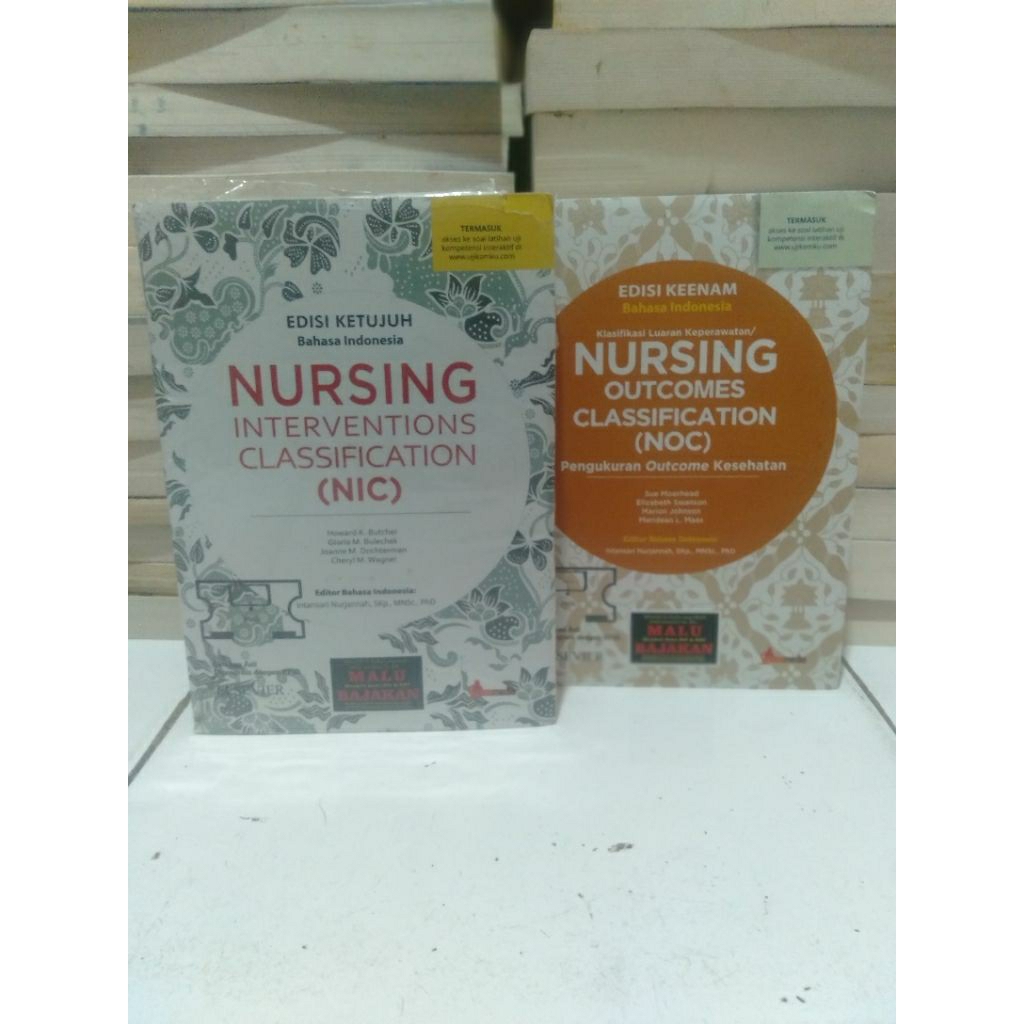 TERMASUK
akses ke soal latihan uji
kompetensi interaktif di
www.ujikomku.com
EDISI KETUJUH
Bahasa Indonesia
NURSING
INTERVENTIONS
CLASSIFICATION
(NIC)
Howard K. Butcher
Gloria M. Bulechek
Joanne M. Dochterman
Cheryl M. Wagner
Editor Bahasa Indonesia:
Intansari Nurjannah, SKp., MNSc., PhD
ELSEVIER
MALU
BAJAKAN
TERMASUK
akses ke soal latihan uji
kompetensi interaktif di
www.ujikomku.com
EDISI KEENAM
Bahasa Indonesia
Klasifikasi Luaran Keperawatan/
NURSING
OUTCOMES
CLASSIFICATION
(NOC)
Pengukuran Outcome Kesehatan
Sue Moorhead
Elizabeth Swanson
Marion Johnson
Meridean L. Maas
Editor Bahasa Indonesia:
Intansari Nurjannah, SKp., MNSc., PhD
SEVIER
MALU
BAJAKAN